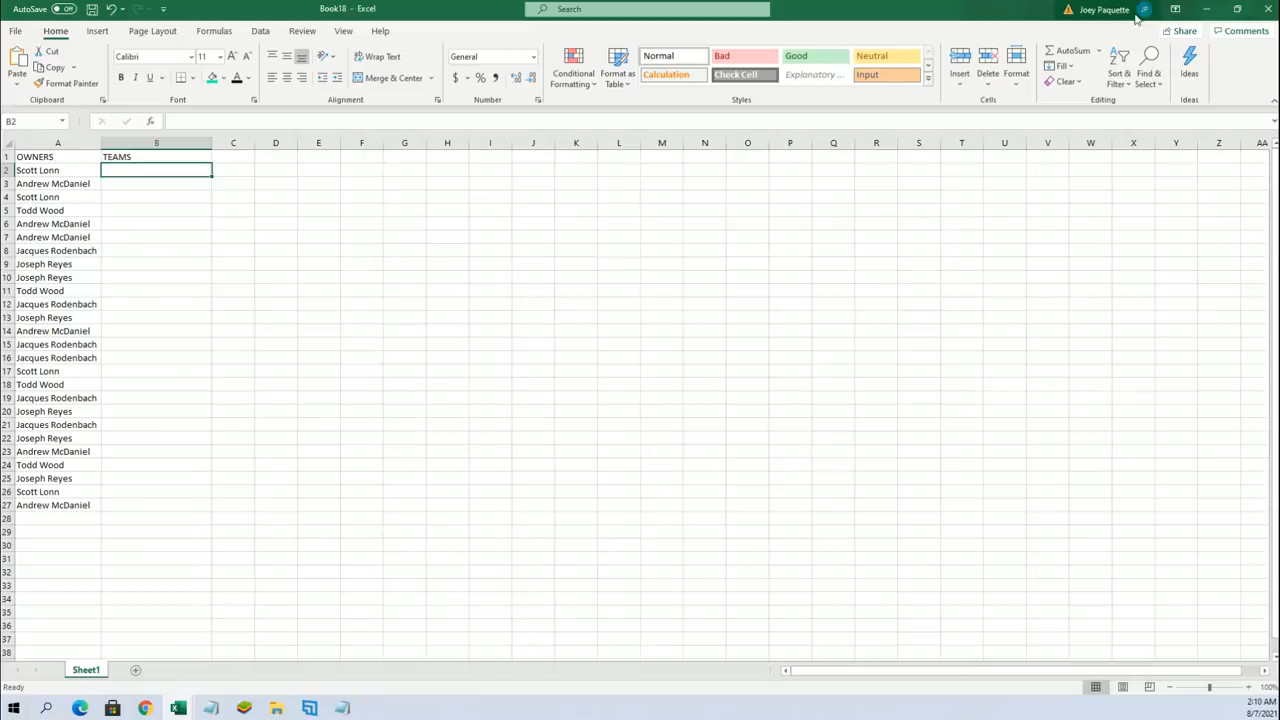 AutoSave Off Book18 - Excel Search Joey Paquette JP
File Home Insert Page Layout Formulas Data Review View Help Share Comments
Paste Cut Copy Format Painter Clipboard
Calibri 11 B I U A A Font
Wrap Text Merge & Center Alignment
General $ % Number
Conditional Formatting Format as Table
Normal Bad Good Neutral
Calculation Check Cell Explanatory ... Input
Styles
Insert Delete Format Cells
AutoSum Fill Clear Sort & Filter Find & Select Editing
Ideas Ideas
B2 fx
A B C D E F G H I J K L M N O P Q R S T U V W X Y Z AA
1 OWNERS TEAMS
2 Scott Lonn
3 Andrew McDaniel
4 Scott Lonn
5 Todd Wood
6 Andrew McDaniel
7 Andrew McDaniel
8 Jacques Rodenbach
9 Joseph Reyes
10 Joseph Reyes
11 Todd Wood
12 Jacques Rodenbach
13 Joseph Reyes
14 Andrew McDaniel
15 Jacques Rodenbach
16 Jacques Rodenbach
17 Scott Lonn
18 Todd Wood
19 Jacques Rodenbach
20 Joseph Reyes
21 Jacques Rodenbach
22 Joseph Reyes
23 Andrew McDaniel
24 Todd Wood
25 Joseph Reyes
26 Scott Lonn
27 Andrew McDaniel
28
29
30
31
32
33
34
35
36
37
38
Sheet1
Ready 100%
2:10 AM
8/7/2021